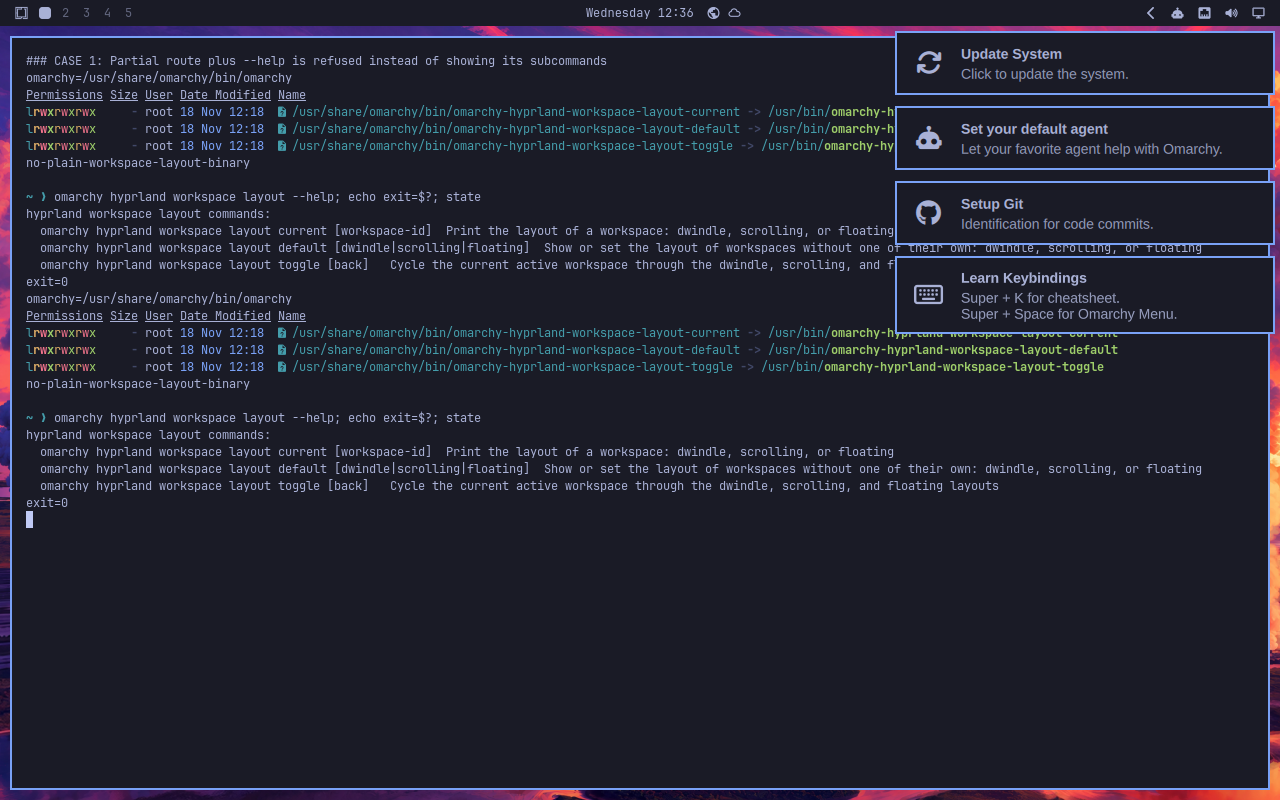 2 3 4 5
Wednesday 12:36
### CASE 1: Partial route plus --help is refused instead of showing its subcommands
omarchy=/usr/share/omarchy/bin/omarchy
Permissions Size User Date Modified Name
lrwxrwxrwx - root 18 Nov 12:18 /usr/share/omarchy/bin/omarchy-hyprland-workspace-layout-current -> /usr/bin/omarchy-h
lrwxrwxrwx - root 18 Nov 12:18 /usr/share/omarchy/bin/omarchy-hyprland-workspace-layout-default -> /usr/bin/omarchy-h
lrwxrwxrwx - root 18 Nov 12:18 /usr/share/omarchy/bin/omarchy-hyprland-workspace-layout-toggle -> /usr/bin/omarchy-hy
no-plain-workspace-layout-binary
~ ❯ omarchy hyprland workspace layout --help; echo exit=$?; state
hyprland workspace layout commands:
omarchy hyprland workspace layout current [workspace-id] Print the layout of a workspace: dwindle, scrolling, or floating
omarchy hyprland workspace layout default [dwindle|scrolling|floating] Show or set the layout of workspaces without one of their own: dwindle, scrolling, or floating
omarchy hyprland workspace layout toggle [back] Cycle the current active workspace through the dwindle, scrolling, and f
exit=0
omarchy=/usr/share/omarchy/bin/omarchy
Permissions Size User Date Modified Name
lrwxrwxrwx - root 18 Nov 12:18 /usr/share/omarchy/bin/omarchy-hyprland-workspace-layout-current -> /usr/bin/omarchy-hyprland-workspace-layout-current
lrwxrwxrwx - root 18 Nov 12:18 /usr/share/omarchy/bin/omarchy-hyprland-workspace-layout-default -> /usr/bin/omarchy-hyprland-workspace-layout-default
lrwxrwxrwx - root 18 Nov 12:18 /usr/share/omarchy/bin/omarchy-hyprland-workspace-layout-toggle -> /usr/bin/omarchy-hyprland-workspace-layout-toggle
no-plain-workspace-layout-binary
~ ❯ omarchy hyprland workspace layout --help; echo exit=$?; state
hyprland workspace layout commands:
omarchy hyprland workspace layout current [workspace-id] Print the layout of a workspace: dwindle, scrolling, or floating
omarchy hyprland workspace layout default [dwindle|scrolling|floating] Show or set the layout of workspaces without one of their own: dwindle, scrolling, or floating
omarchy hyprland workspace layout toggle [back] Cycle the current active workspace through the dwindle, scrolling, and floating layouts
exit=0
Update System
Click to update the system.
Set your default agent
Let your favorite agent help with Omarchy.
Setup Git
Identification for code commits.
Learn Keybindings
Super + K for cheatsheet.
Super + Space for Omarchy Menu.